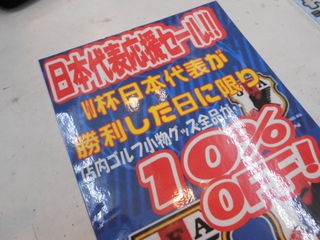 日本代表応援セール!!
W杯日本代表が
勝利した日に限り
店内ゴルフ小物グッズ全品が
10%
OFF!